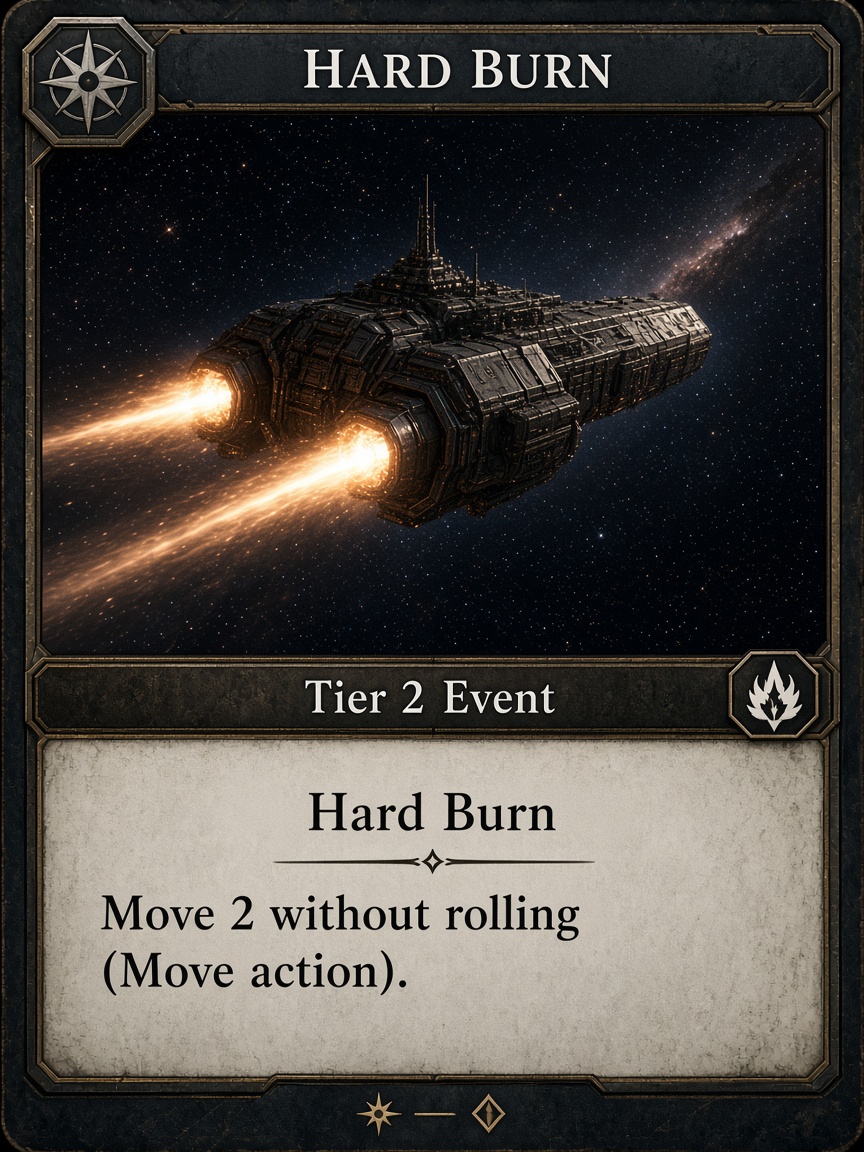 HARD BURN
Tier 2 Event
Hard Burn
Move 2 without rolling
(Move action).